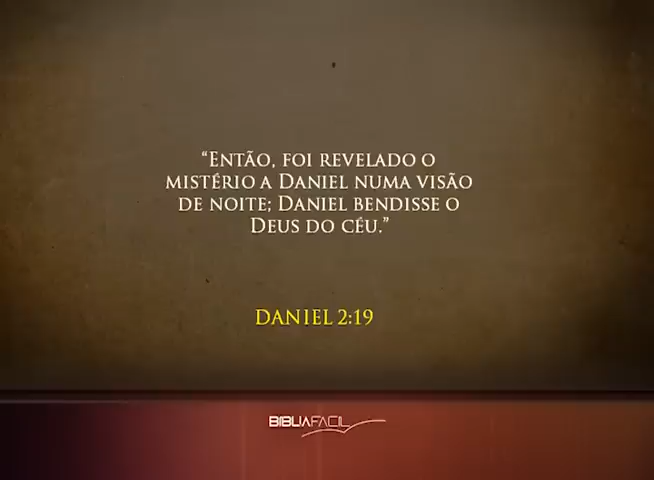 “Então, foi revelado o
mistério a Daniel numa visão
de noite; Daniel bendisse o
Deus do céu.”
DANIEL 2:19
BIBLIAFACIL